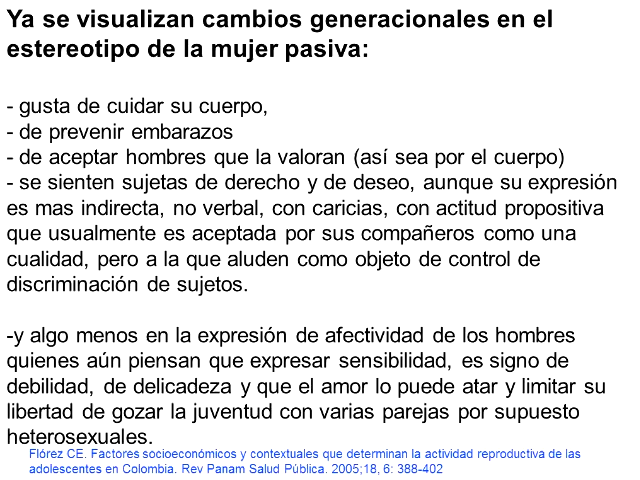 Ya se visualizan cambios generacionales en el
estereotipo de la mujer pasiva:
- gusta de cuidar su cuerpo,
- de prevenir embarazos
- de aceptar hombres que la valoran (así sea por el cuerpo)
- se sienten sujetas de derecho y de deseo, aunque su expresión
es mas indirecta, no verbal, con caricias, con actitud propositiva
que usualmente es aceptada por sus compañeros como una
cualidad, pero a la que aluden como objeto de control de
discriminación de sujetos.
-y algo menos en la expresión de afectividad de los hombres
quienes aún piensan que expresar sensibilidad, es signo de
debilidad, de delicadeza y que el amor lo puede atar y limitar su
libertad de gozar la juventud con varias parejas por supuesto
heterosexuales.
Flórez CE. Factores socioeconómicos y contextuales que determinan la actividad reproductiva de las
adolescentes en Colombia. Rev Panam Salud Pública. 2005;18, 6: 388-402